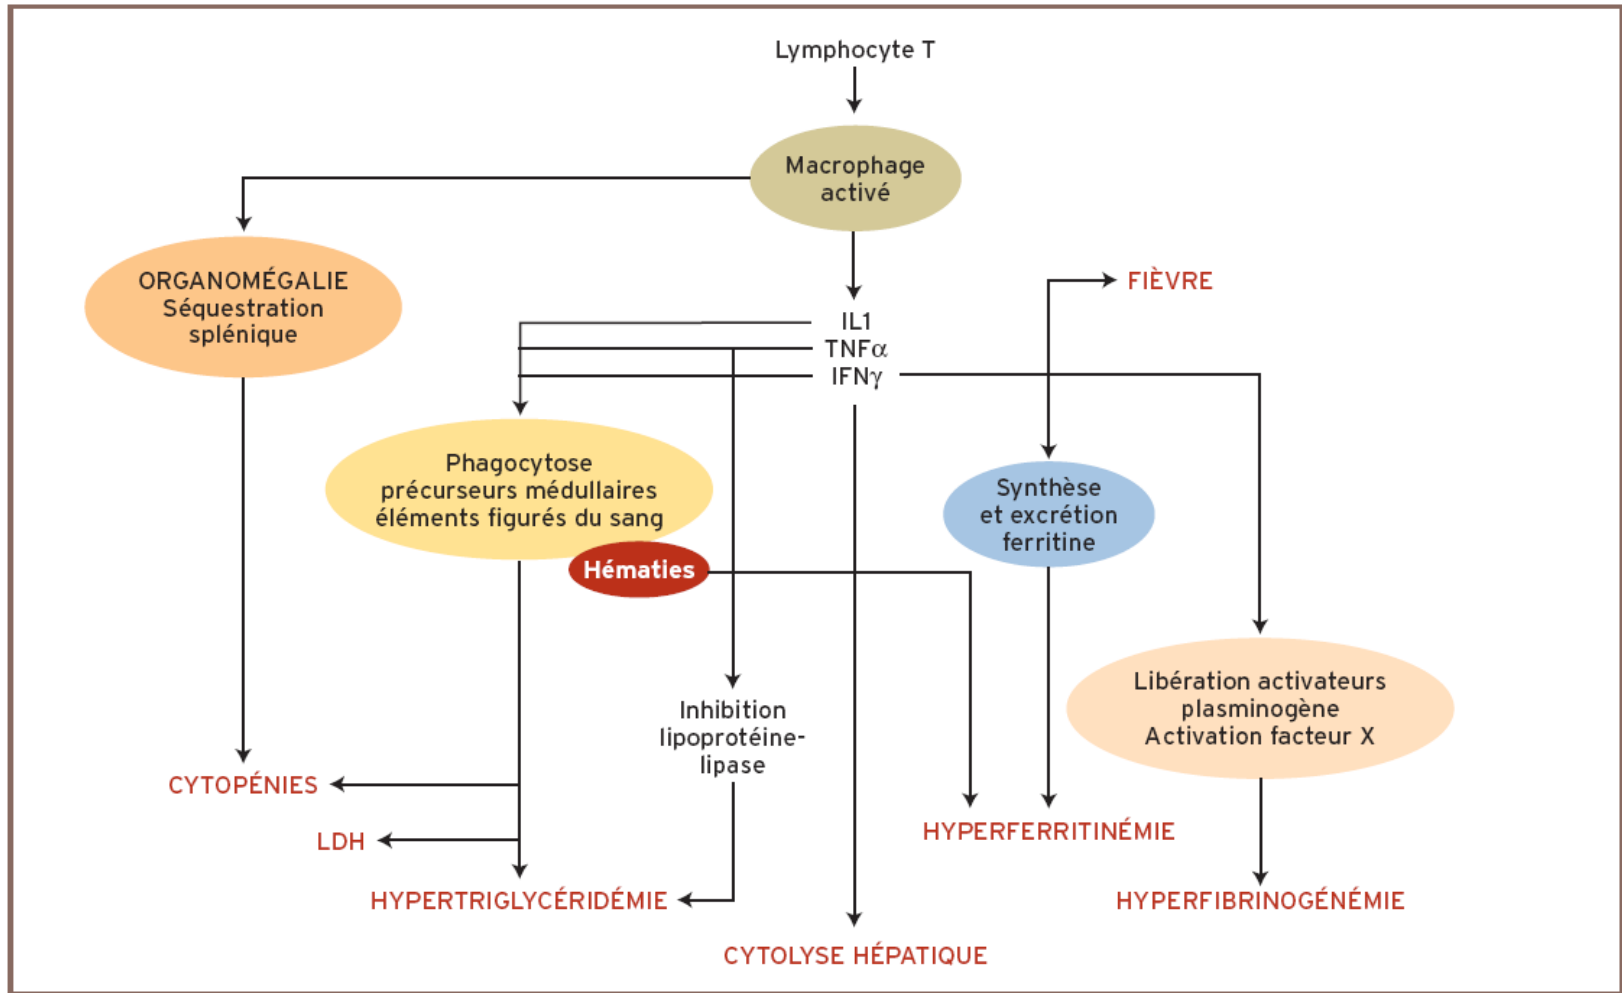 Lymphocyte T
Macrophage
activé
ORGANOMÉGALIE
Séquestration
splénique
FIÈVRE
IL1
TNFα
IFNγ
Phagocytose
précurseurs médullaires
éléments figurés du sang
Hématies
Synthèse
et excrétion
ferritine
Libération activateurs
plasminogène
Activation facteur X
Inhibition
lipoprotéine-
lipase
CYTOPÉNIES
LDH
HYPERTRIGLYCÉRIDÉMIE
HYPERFERRITINÉMIE
HYPERFIBRINOGÉNÉMIE
CYTOLYSE HÉPATIQUE